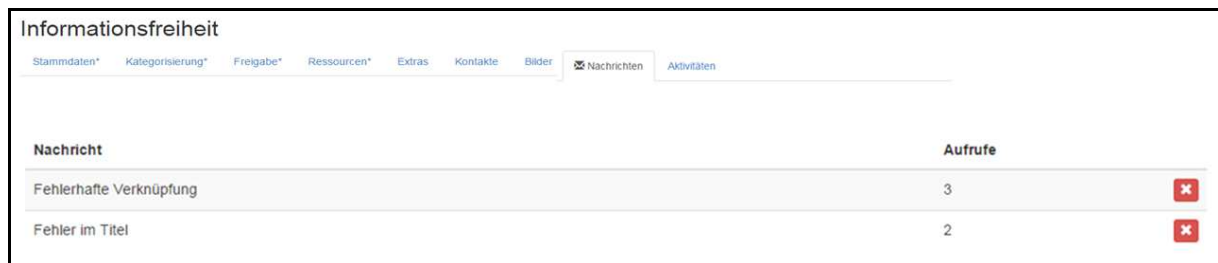 Informationsfreiheit
Stammdaten* Kategorisierung* Freigabe* Ressourcen* Extras Kontakte Bilder Nachrichten Aktivitäten
Nachricht Aufrufe
Fehlerhafte Verknüpfung 3
Fehler im Titel 2